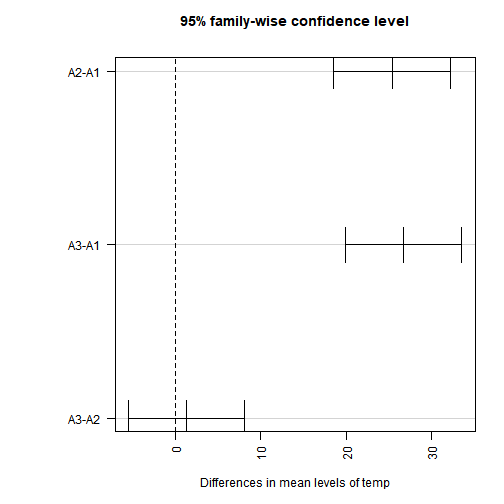 95% family-wise confidence level
A2-A1
A3-A1
A3-A2
0
10
20
30
Differences in mean levels of temp